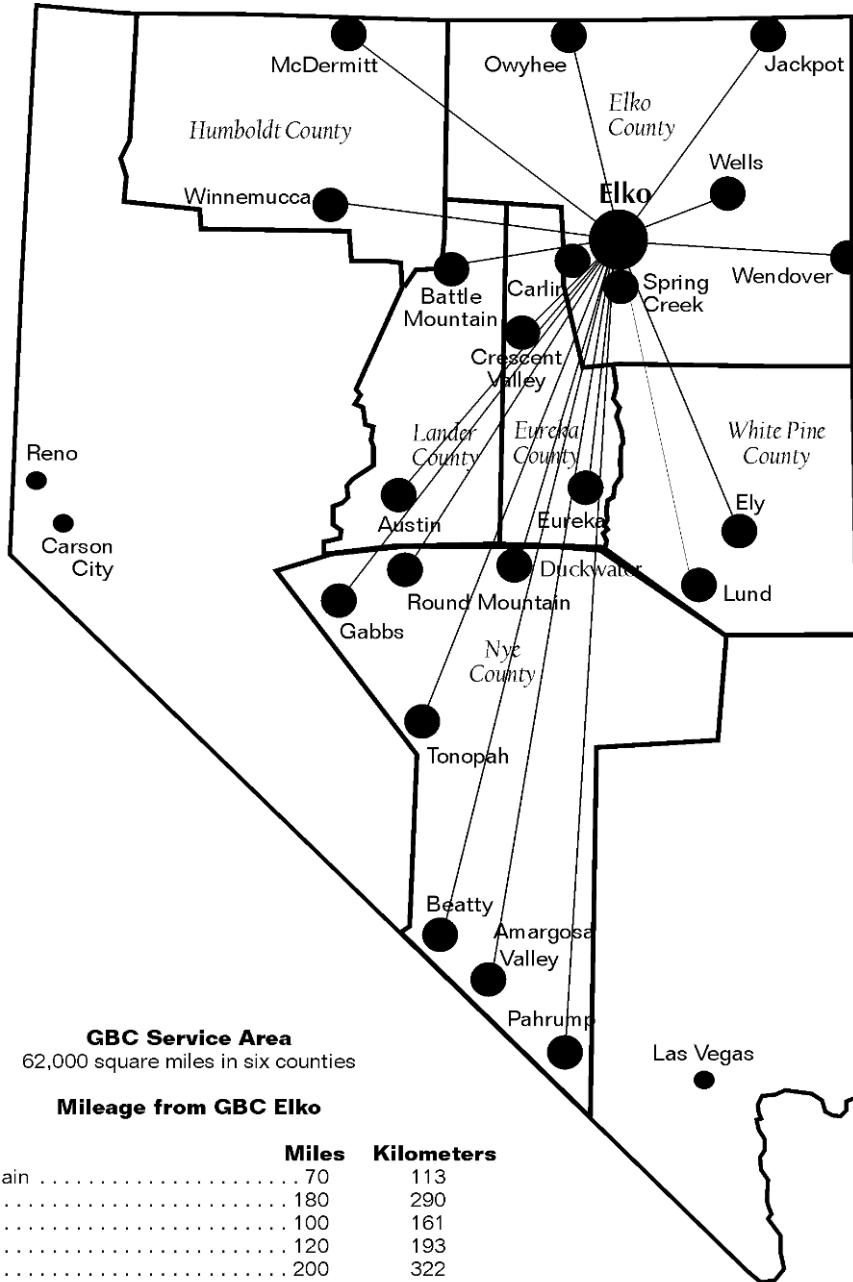 McDermitt
Owyhee
Jackpot
Elko
County
Humboldt County
Wells
Elko
Winnemucca
Wendover
Carlin
Spring
Creek
Battle
Mountain
Crescent
Valley
Lander
County
Eureka
County
White Pine
County
Reno
Ely
Austin
Eureka
Carson
City
Duckwater
Lund
Round Mountain
Gabbs
Nye
County
Tonopah
Beatty
Amargosa
Valley
Pahrump
GBC Service Area
62,000 square miles in six counties
Las Vegas
Mileage from GBC Elko
Miles Kilometers
ain . . . . . . . . . . . . . . . . . . . . . . . . . 70 113
. . . . . . . . . . . . . . . . . . . . . . . . . . . 180 290
. . . . . . . . . . . . . . . . . . . . . . . . . . . 100 161
. . . . . . . . . . . . . . . . . . . . . . . . . . . 120 193
. . . . . . . . . . . . . . . . . . . . . . . . . . . 200 322